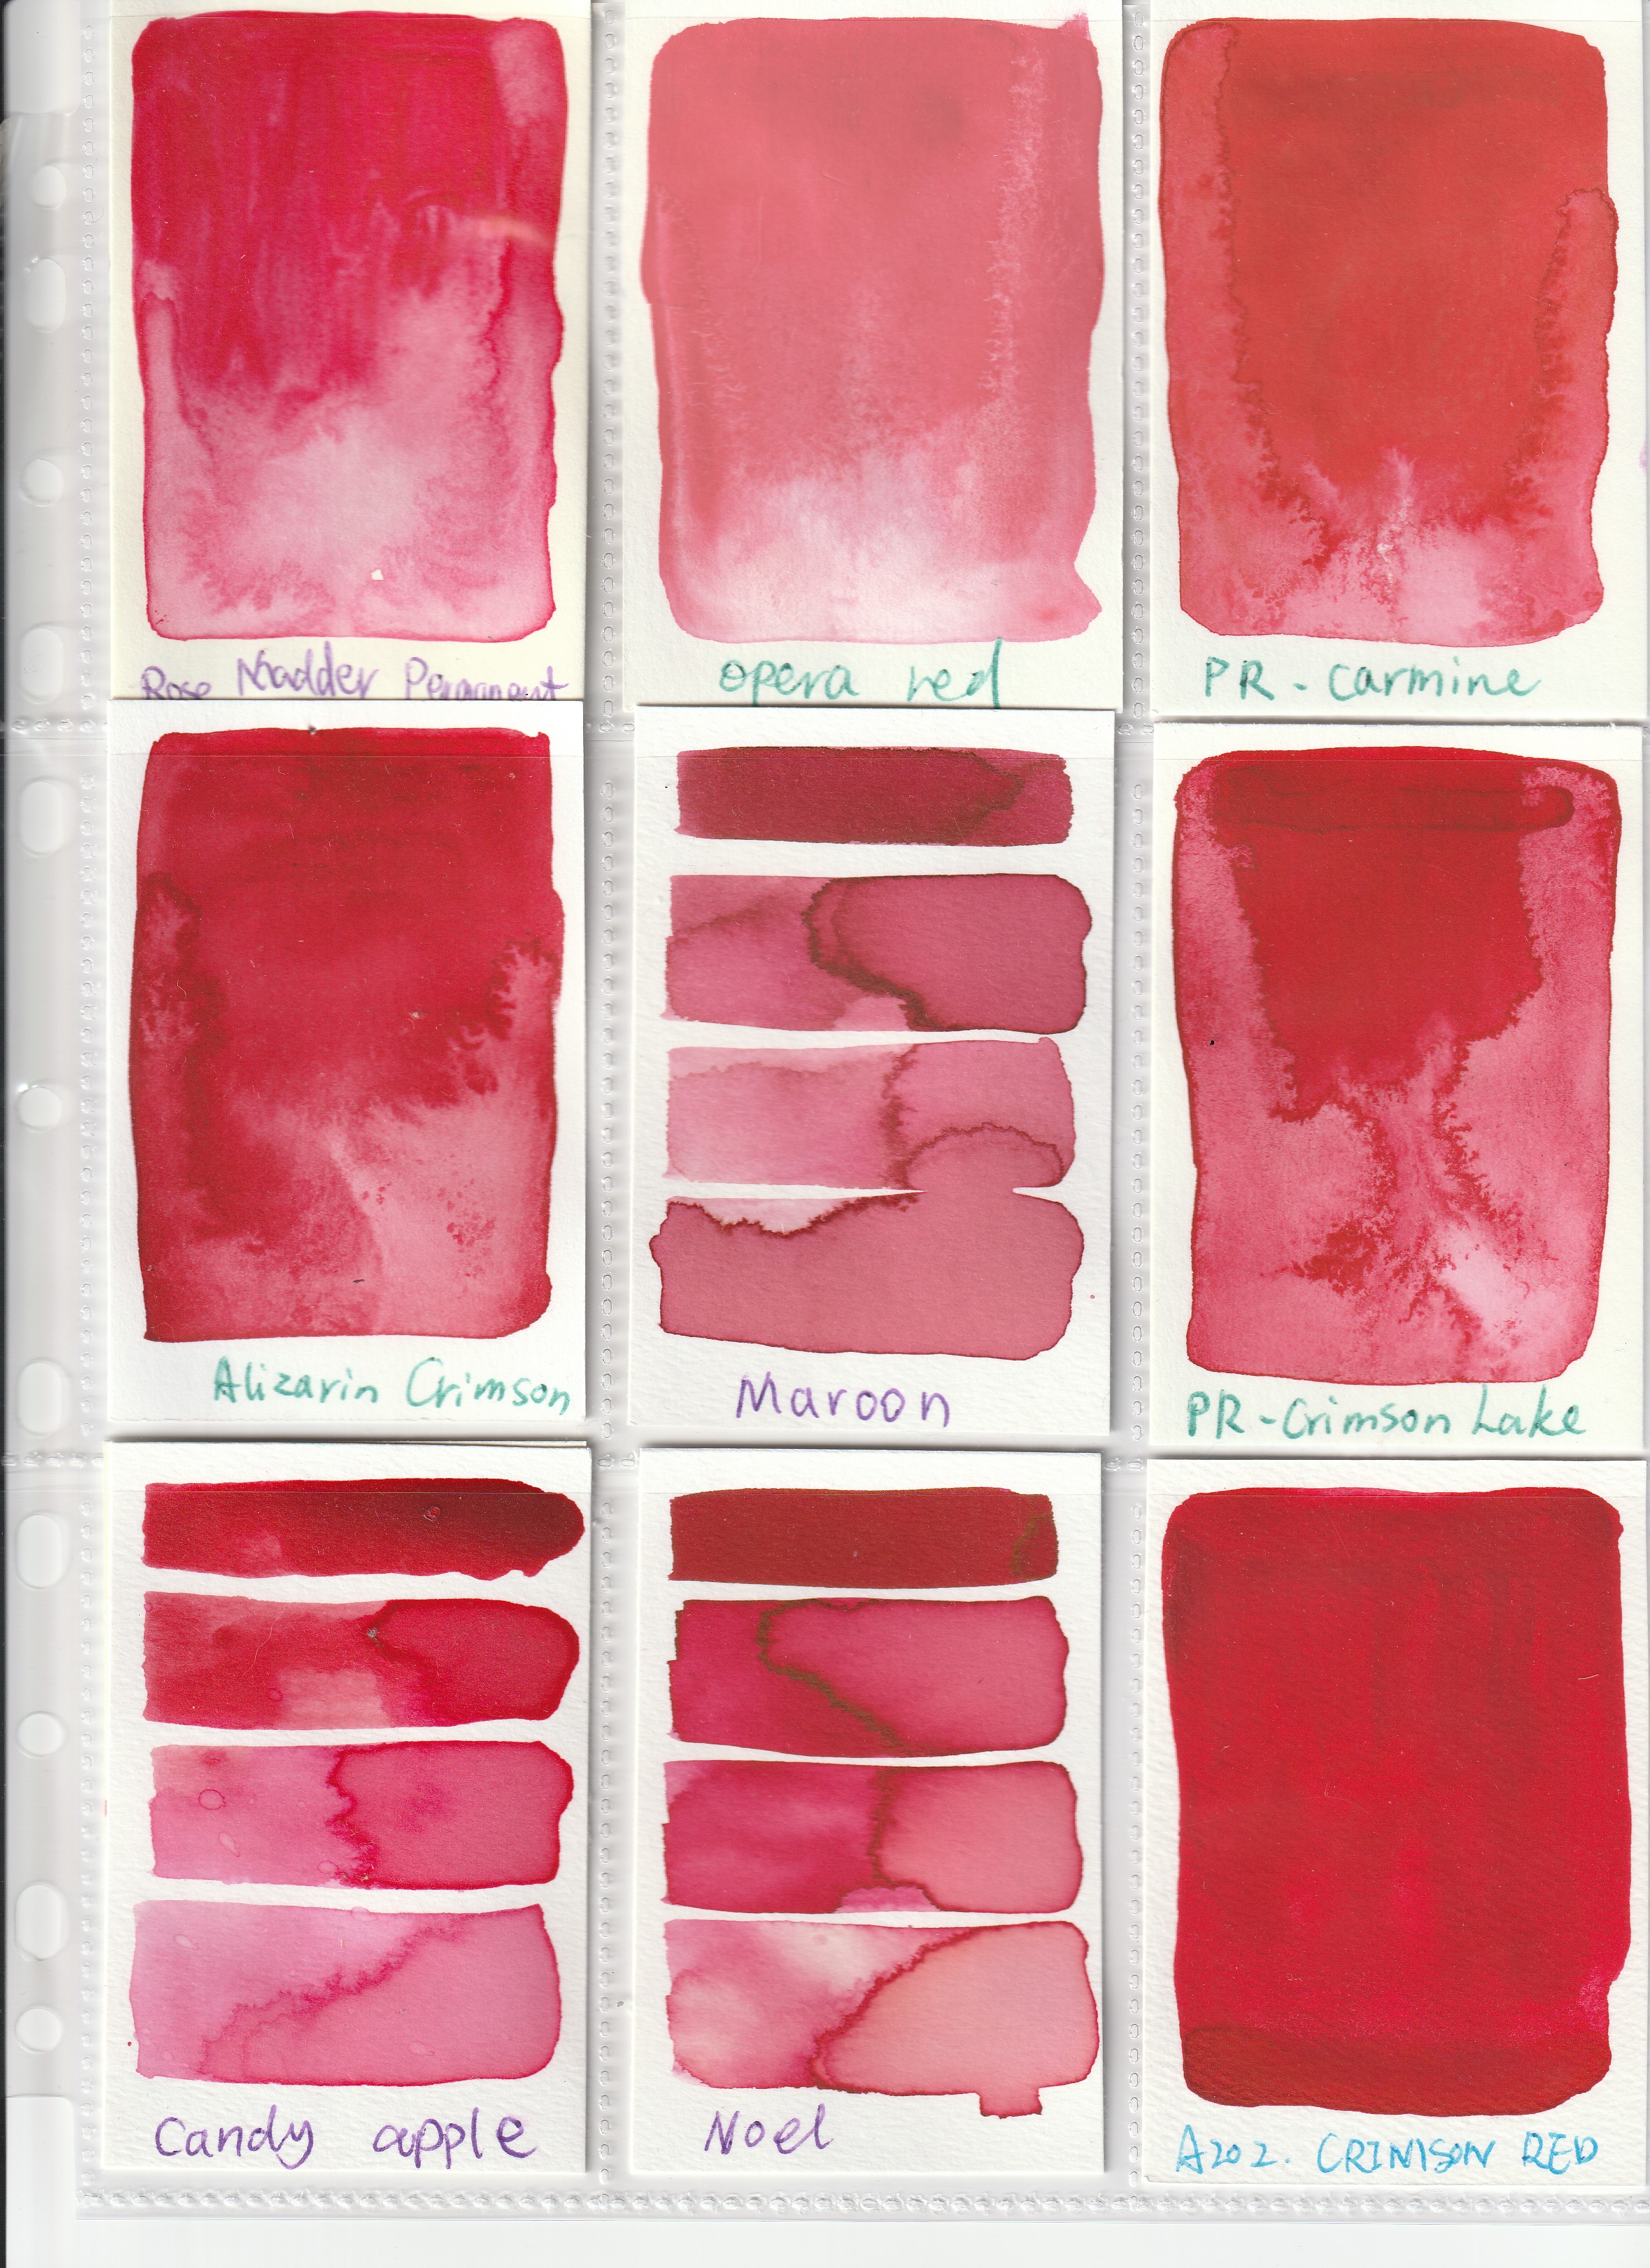 Rose Madder Permanent
opera red
PR - Carmine
Alizarin Crimson
Maroon
PR - Crimson Lake
Candy apple
Noel
A202. CRIMSON RED